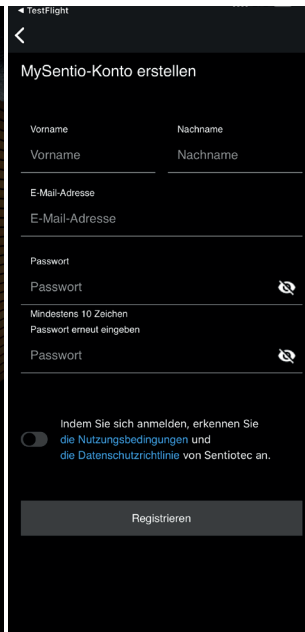 ◀ TestFlight
MySentio-Konto erstellen
Vorname Nachname
Vorname Nachname
E-Mail-Adresse
E-Mail-Adresse
Passwort
Passwort
Mindestens 10 Zeichen
Passwort erneut eingeben
Passwort
Indem Sie sich anmelden, erkennen Sie
die Nutzungsbedingungen und
die Datenschutzrichtlinie von Sentiotec an.
Registrieren